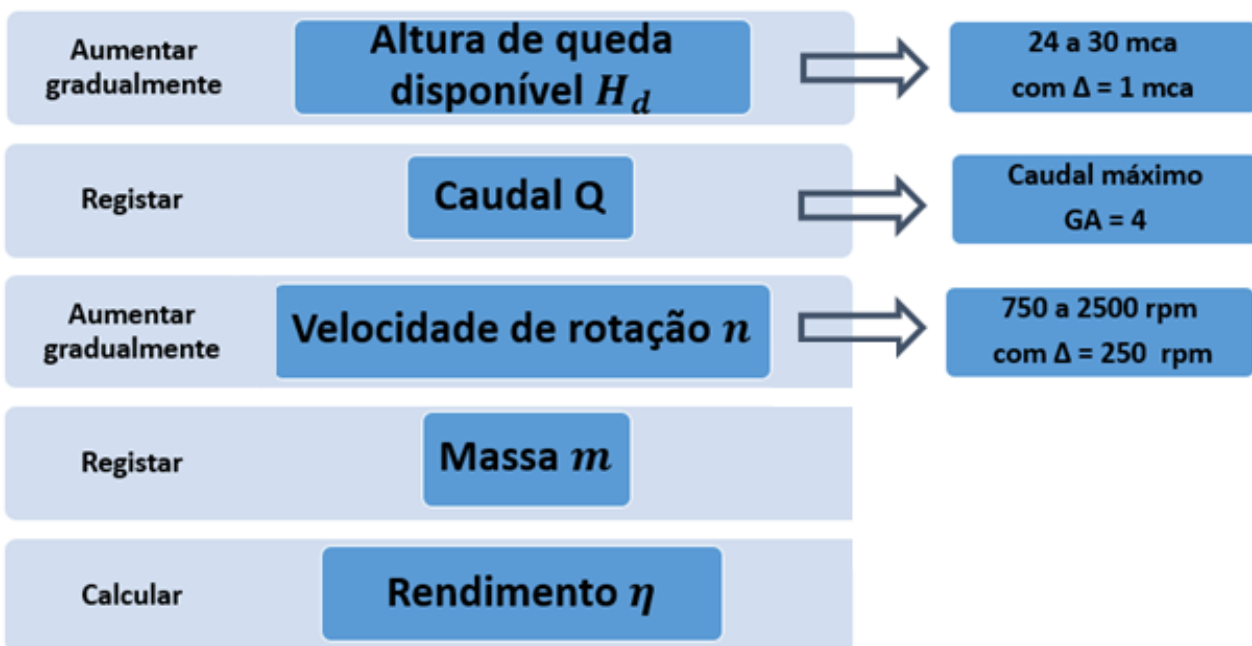 Aumentar
gradualmente
Altura de queda
disponível H_d
24 a 30 mca
com Δ = 1 mca
Registar
Caudal Q
Caudal máximo
GA = 4
Aumentar
gradualmente
Velocidade de rotação n
750 a 2500 rpm
com Δ = 250 rpm
Registar
Massa m
Calcular
Rendimento η